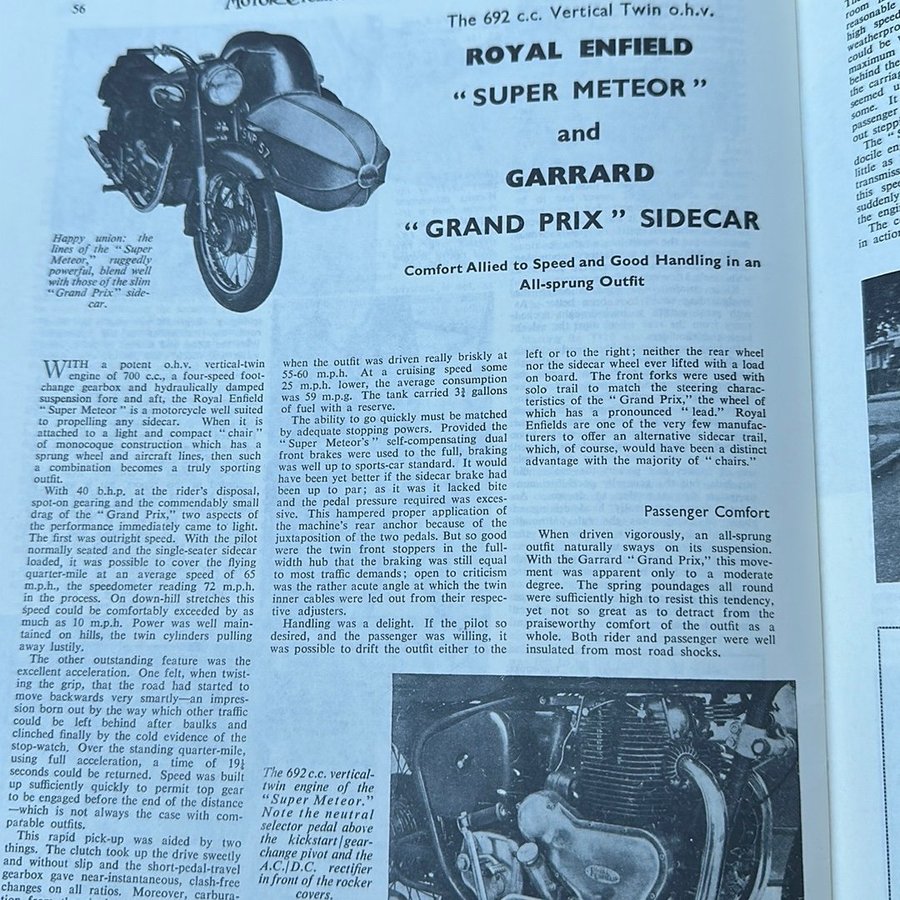 56
The 692 c.c. Vertical Twin o.h.v.
ROYAL ENFIELD
“ SUPER METEOR ”
and
GARRARD
“ GRAND PRIX ” SIDECAR
Comfort Allied to Speed and Good Handling in an
All-sprung Outfit
Happy union: the
lines of the “ Super
Meteor,” ruggedly
powerful, blend well
with those of the slim
“ Grand Prix ” side-
car.
WITH a potent o.h.v. vertical-twin
engine of 700 c.c., a four-speed foot-
change gearbox and hydraulically damped
suspension fore and aft, the Royal Enfield
“ Super Meteor ” is a motorcycle well suited
to propelling any sidecar. When it is
attached to a light and compact “ chair ”
of monocoque construction which has a
sprung wheel and aircraft lines, then such
a combination becomes a truly sporting
outfit.
With 40 b.h.p. at the rider's disposal,
spot-on gearing and the commendably small
drag of the “ Grand Prix,” two aspects of
the performance immediately came to light.
The first was outright speed. With the pilot
normally seated and the single-seater sidecar
loaded, it was possible to cover the flying
quarter-mile at an average speed of 65
m.p.h., the speedometer reading 72 m.p.h.
in the process. On down-hill stretches this
speed could be comfortably exceeded by as
much as 10 m.p.h. Power was well main-
tained on hills, the twin cylinders pulling
away lustily.
The other outstanding feature was the
excellent acceleration. One felt, when twist-
ing the grip, that the road had started to
move backwards very smartly—an impres-
sion born out by the way which other traffic
could be left behind after baulks and
clinched finally by the cold evidence of the
stop-watch. Over the standing quarter-mile,
using full acceleration, a time of
seconds could be returned. Speed was built
up sufficiently quickly to permit top gear
to be engaged before the end of the distance
—which is not always the case with com-
parable outfits.
This rapid pick-up was aided by two
things. The clutch took up the drive sweetly
and without slip and the short-pedal-travel
gearbox gave near-instantaneous, clash-free
changes on all ratios. Moreover, carbura-
when the outfit was driven really briskly at
55-60 m.p.h. At a cruising speed some
25 m.p.h. lower, the average consumption
was 59 m.p.g. The tank carried 3¾ gallons
of fuel with a reserve.
The ability to go quickly must be matched
by adequate stopping powers. Provided the
“ Super Meteor's ” self-compensating dual
front brakes were used to the full, braking
was well up to sports-car standard. It would
have been yet better if the sidecar brake had
been up to par; as it was it lacked bite
and the pedal pressure required was exces-
sive. This hampered proper application of
the machine's rear anchor because of the
juxtaposition of the two pedals. But so good
were the twin front stoppers in the full-
width hub that the braking was still equal
to most traffic demands; open to criticism
was the rather acute angle at which the twin
inner cables were led out from their respec-
tive adjusters.
Handling was a delight. If the pilot so
desired, and the passenger was willing, it
was possible to drift the outfit either to the
The 692 c.c. vertical-
twin engine of the
“ Super Meteor.”
Note the neutral
selector pedal above
the kickstart/gear-
change pivot and the
A.C./D.C. rectifier
in front of the rocker
covers.
left or to the right; neither the rear wheel
nor the sidecar wheel ever lifted with a load
on board. The front forks were used with
solo trail to match the steering charac-
teristics of the “ Grand Prix,” the wheel of
which has a pronounced “ lead.” Royal
Enfields are one of the very few manufac-
turers to offer an alternative sidecar trail,
which, of course, would have been a distinct
advantage with the majority of “ chairs.”
Passenger Comfort
When driven vigorously, an all-sprung
outfit naturally sways on its suspension.
With the Garrard “ Grand Prix,” this move-
ment was apparent only to a moderate
degree. The spring poundages all round
were sufficiently high to resist this tendency,
yet not so great as to detract from the
praiseworthy comfort of the outfit as a
whole. Both rider and passenger were well
insulated from most road shocks.
room
reasonable
high speed
weatherproof
could be
maximum
behind the
the carriage
seemed
some. It
passenger
out stepp
The “ S
docile en
little as
transmiss
this spee
suddenly
the engi
The c
in action